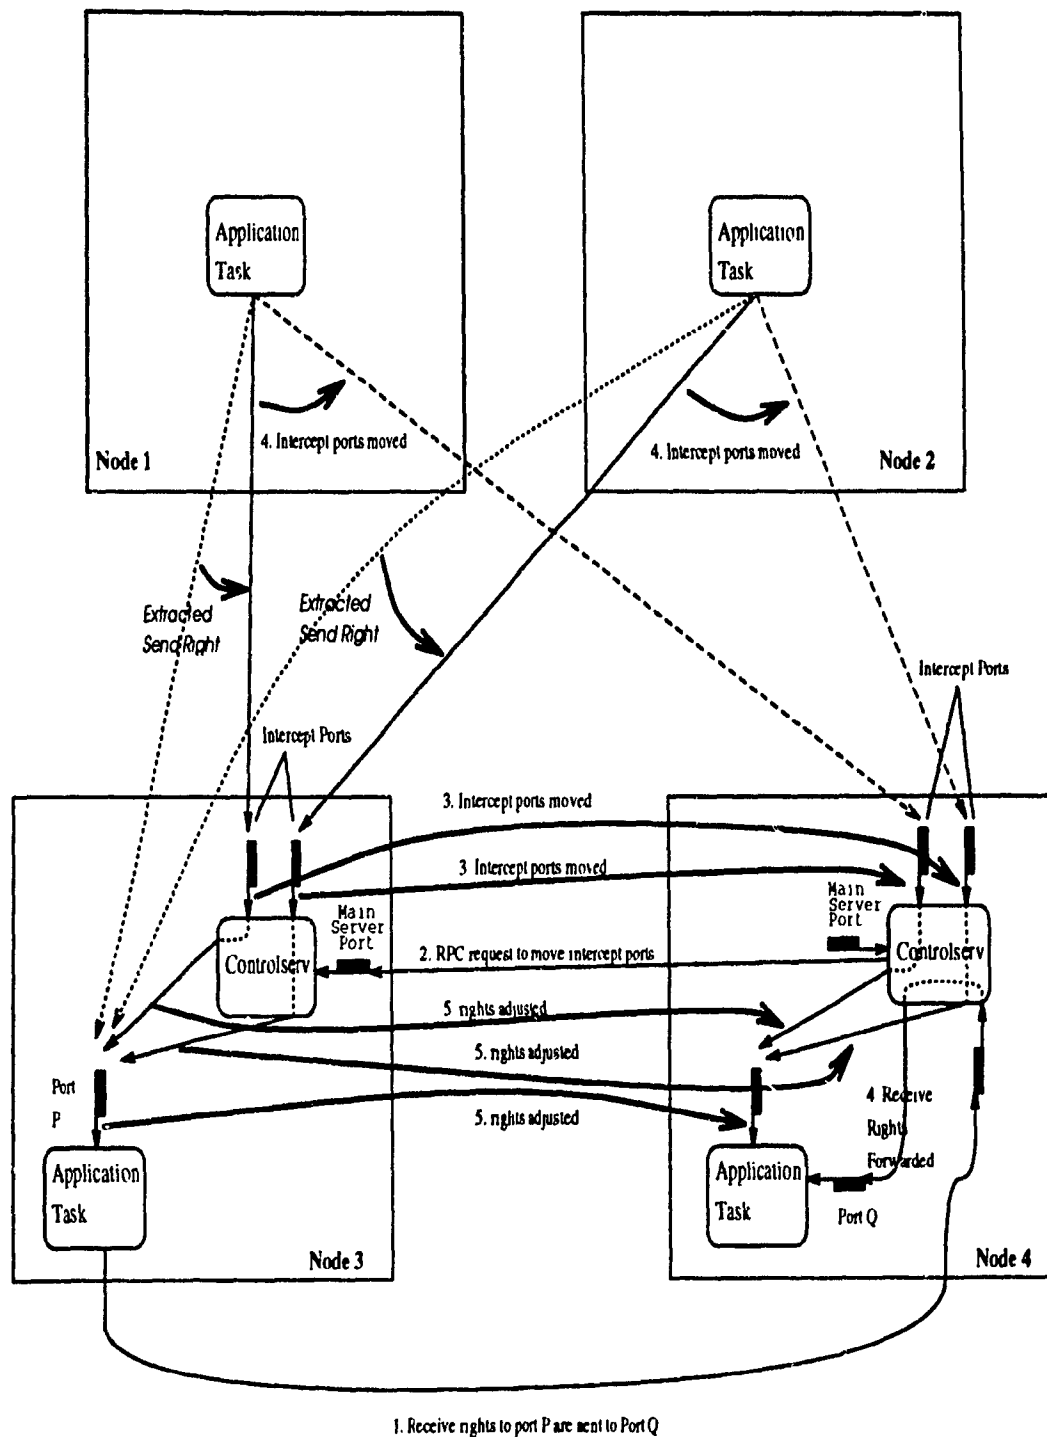 Application
Task
Application
Task
4. Intercept ports moved
4. Intercept ports moved
Node 1
Node 2
Extracted
Send Right
Extracted
Send Right
Intercept Ports
Intercept Ports
3. Intercept ports moved
3 Intercept ports moved
Main
Server
Port
Main
Server
Port
Controlserv
Controlserv
2. RPC request to move intercept ports
5 rights adjusted
5. rights adjusted
Port
P
4 Receive
Rights
Forwarded
5. rights adjusted
Application
Task
Application
Task
Port Q
Node 3
Node 4
1. Receive rights to port P are sent to Port Q